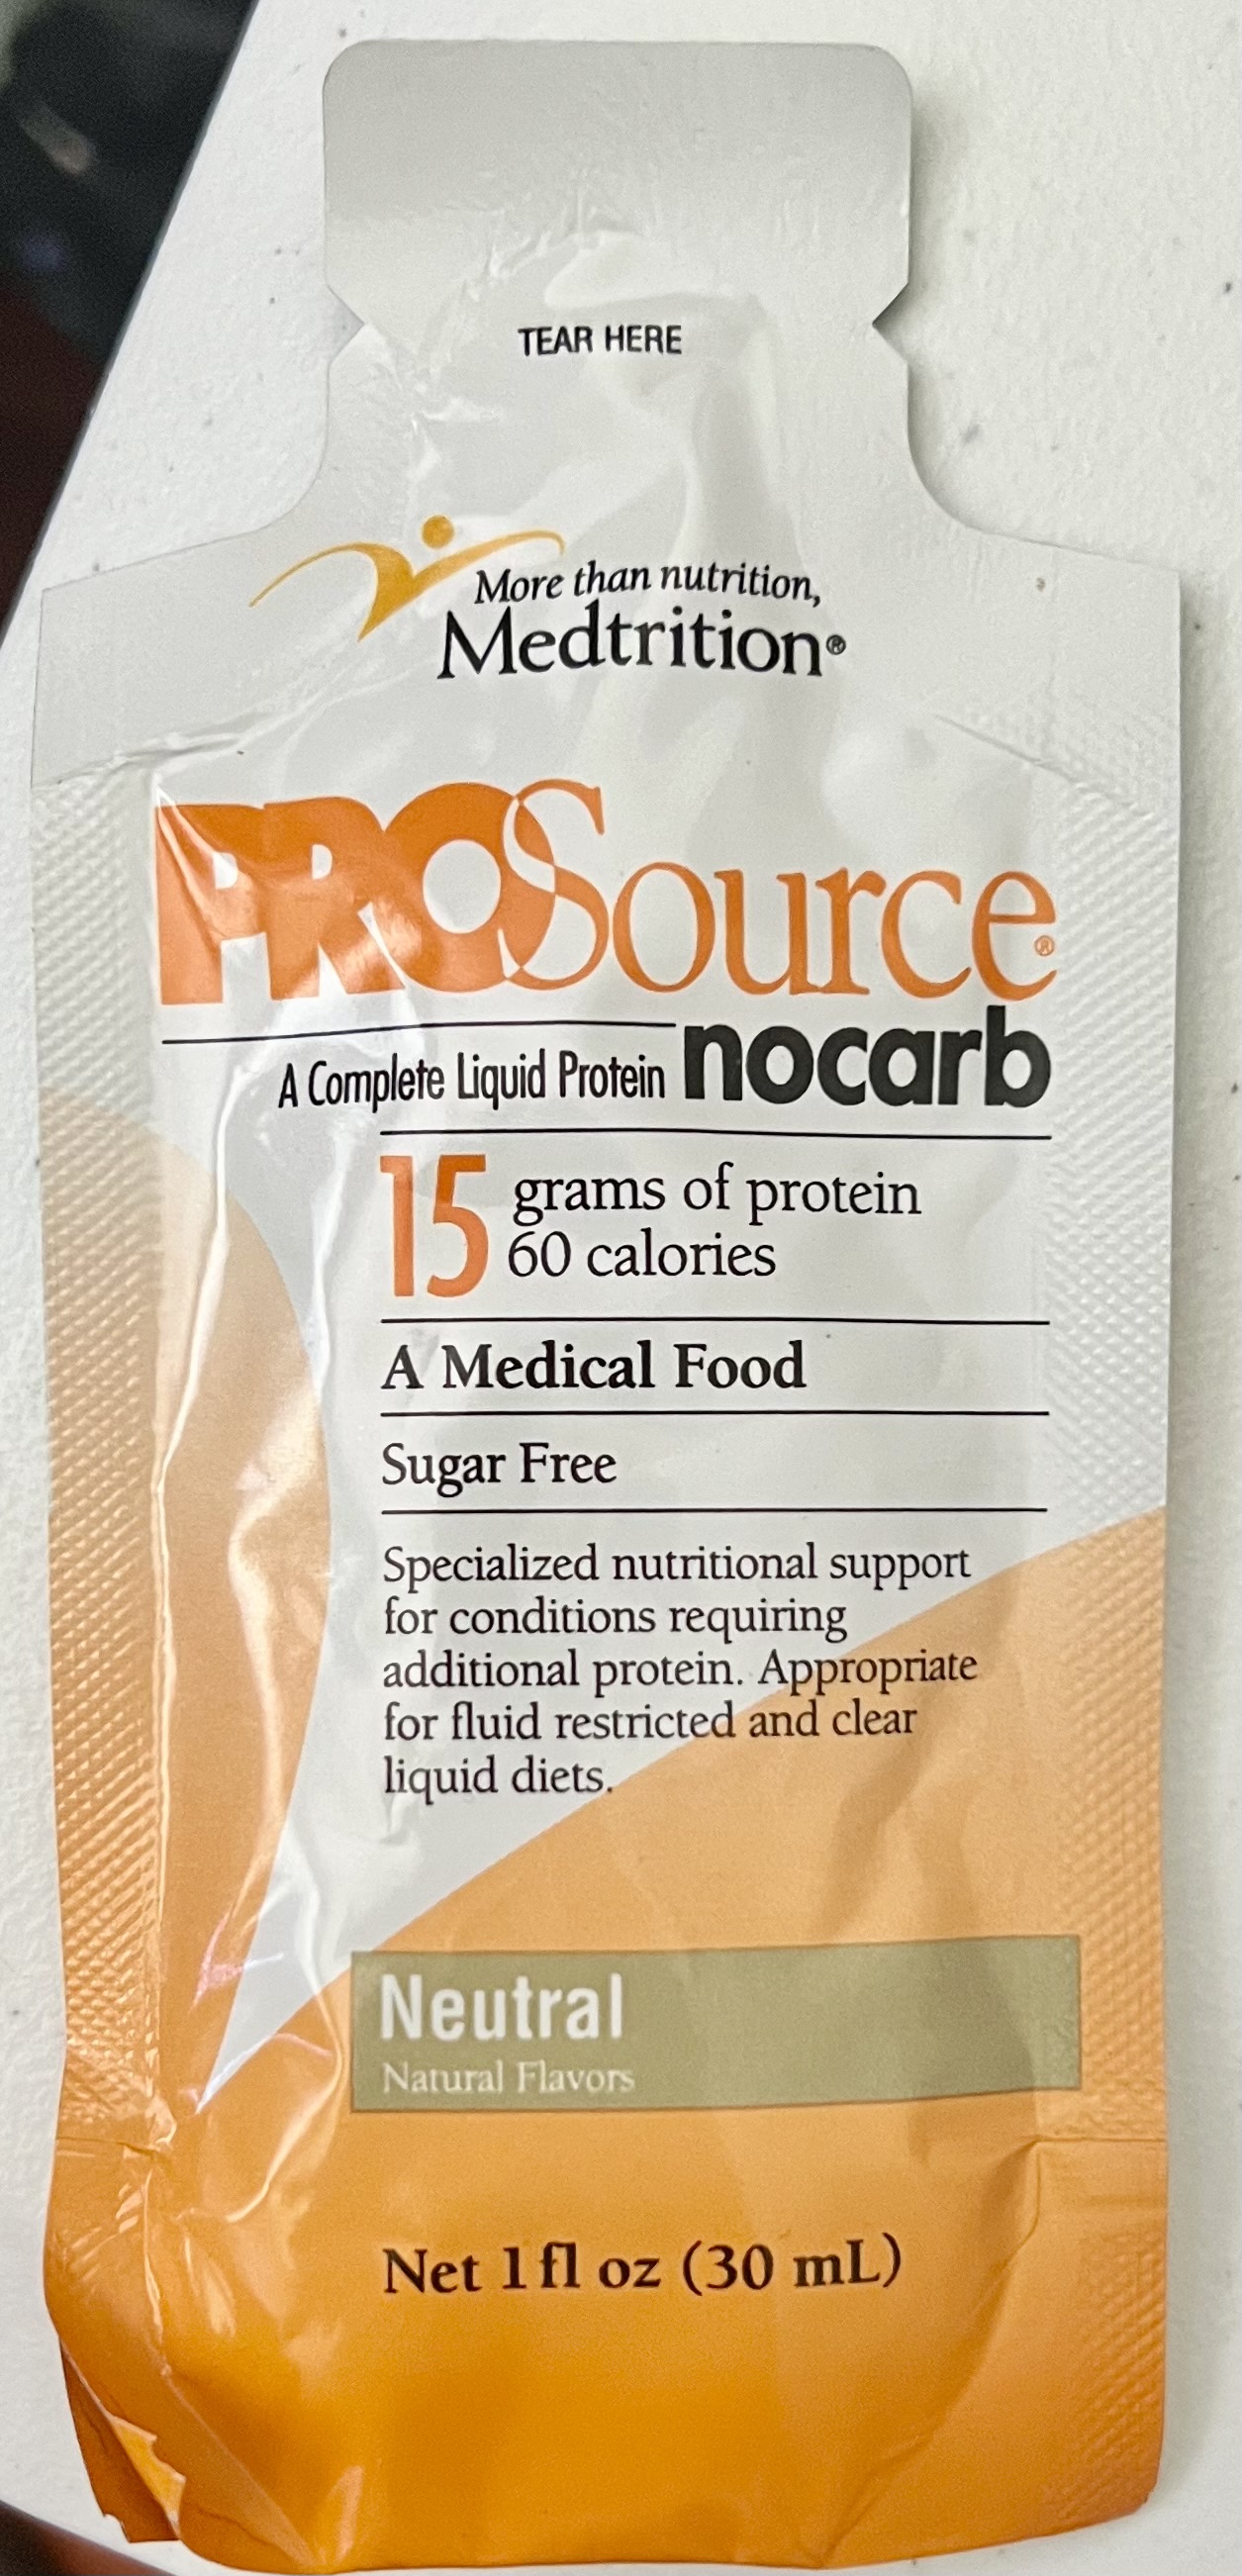 TEAR HERE
More than nutrition,
Medtrition®
PROSource®
A Complete Liquid Protein nocarb
15 grams of protein
60 calories
A Medical Food
Sugar Free
Specialized nutritional support
for conditions requiring
additional protein. Appropriate
for fluid restricted and clear
liquid diets.
Neutral
Natural Flavors
Net 1 fl oz (30 mL)